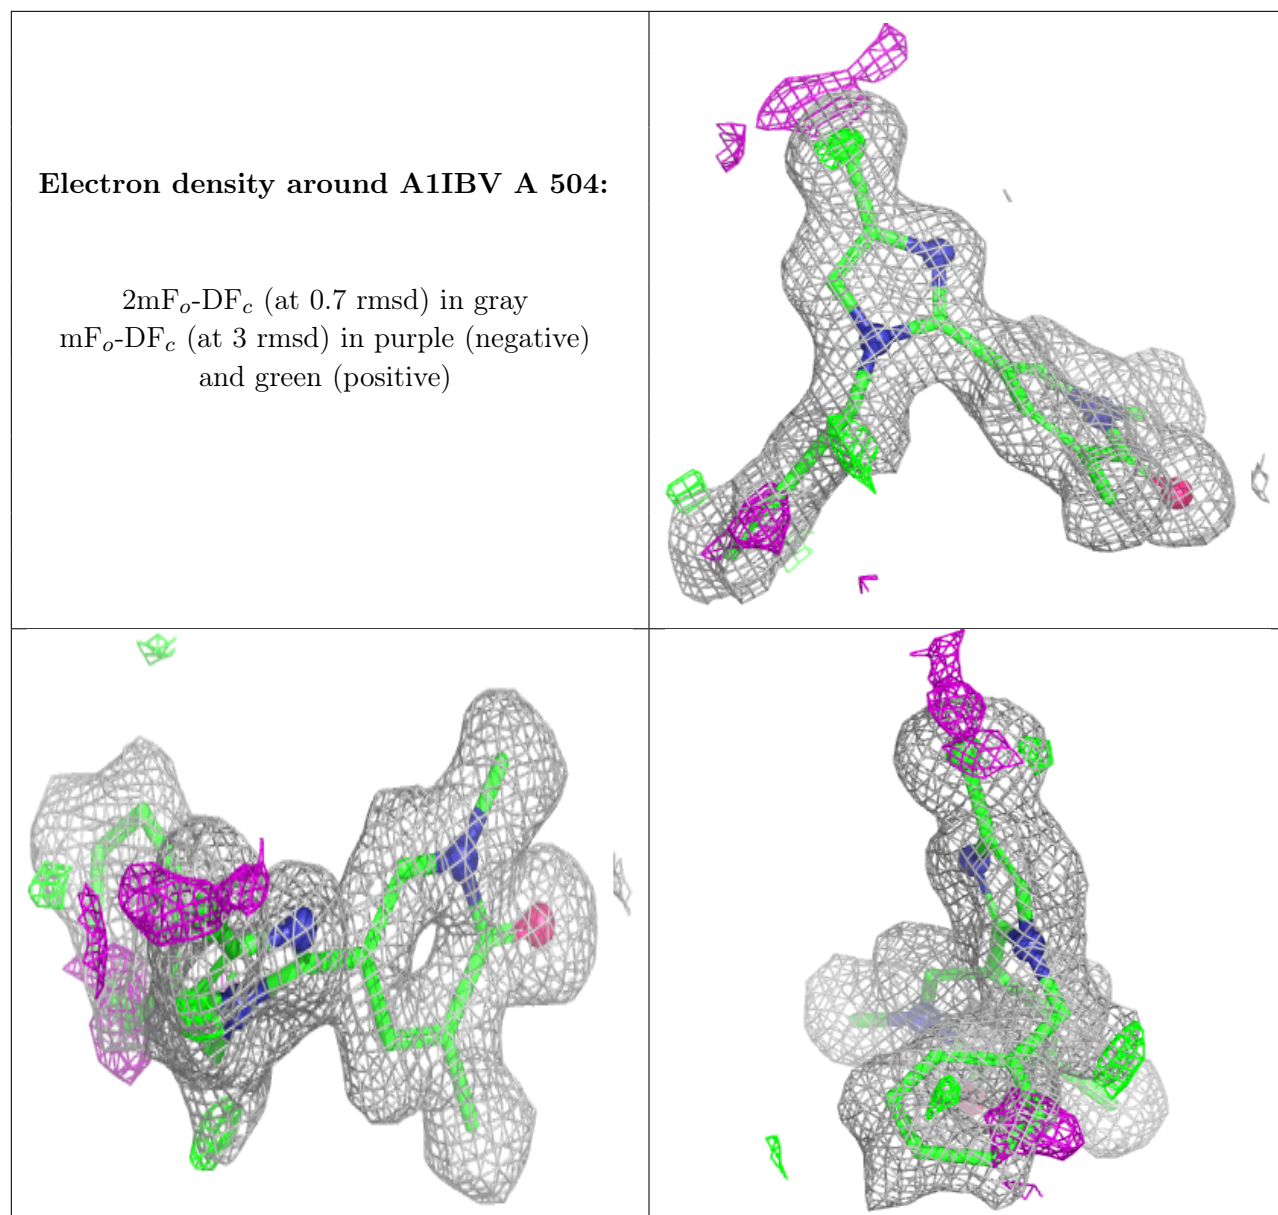 Electron density around A1IBV A 504:
2mFo-DFc (at 0.7 rmsd) in gray
mFo-DFc (at 3 rmsd) in purple (negative)
and green (positive)